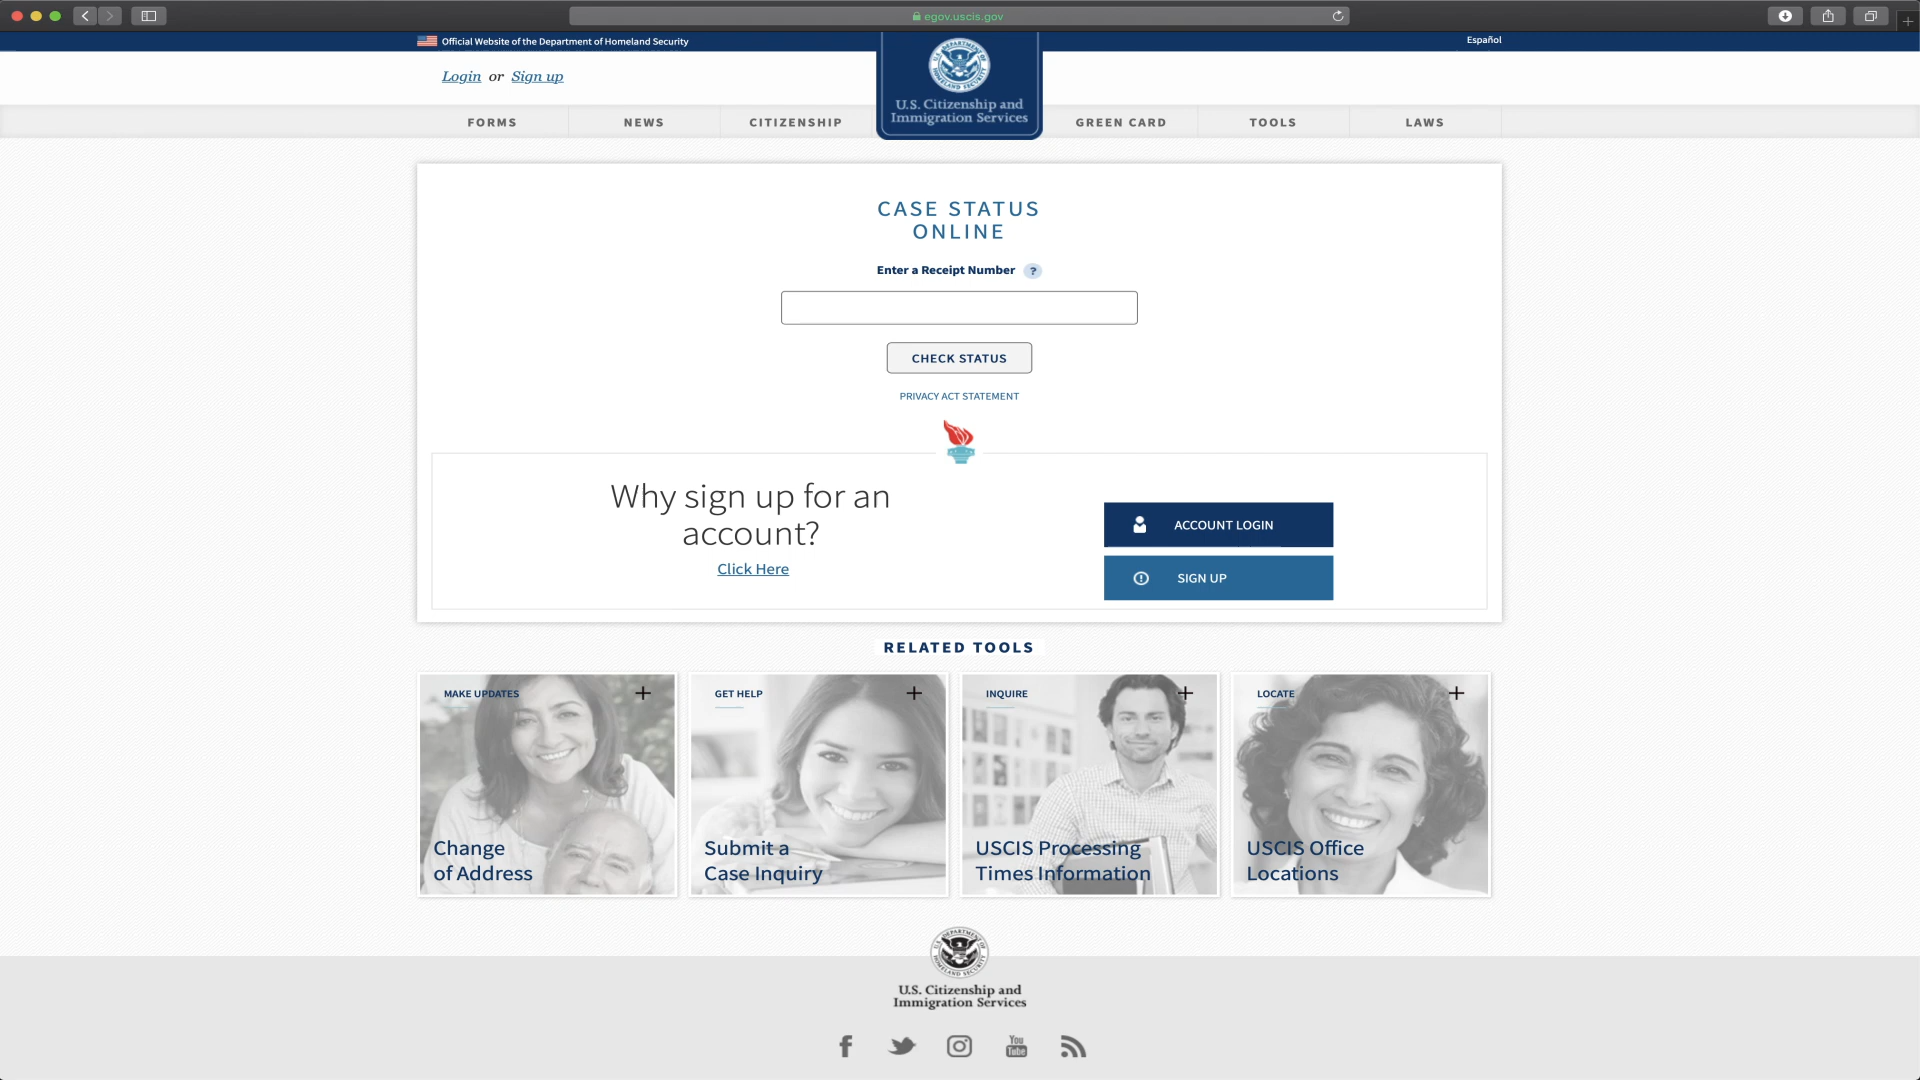 egov.uscis.gov
Official Website of the Department of Homeland Security
Español
Login or Sign up
U.S. Citizenship and
Immigration Services
FORMS
NEWS
CITIZENSHIP
GREEN CARD
TOOLS
LAWS
CASE STATUS
ONLINE
Enter a Receipt Number ?
CHECK STATUS
PRIVACY ACT STATEMENT
Why sign up for an
account?
Click Here
ACCOUNT LOGIN
SIGN UP
RELATED TOOLS
MAKE UPDATES
Change
of Address
GET HELP
Submit a
Case Inquiry
INQUIRE
USCIS Processing
Times Information
LOCATE
USCIS Office
Locations
U.S. Citizenship and
Immigration Services
You
Tube